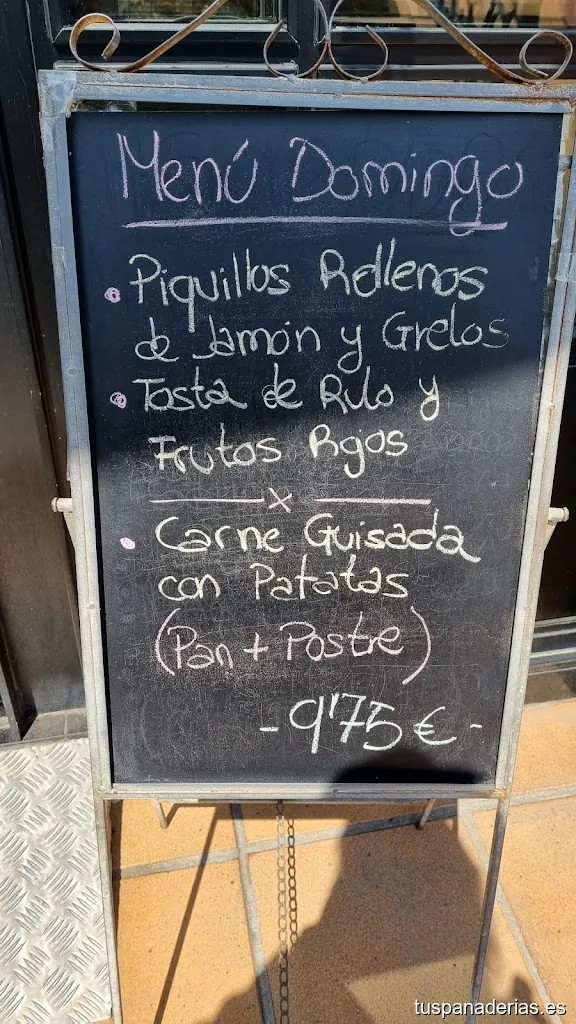 Menú Domingo
• Piquillos Rellenos
de Jamón y Grelos
• Tosta de Rulo y
Frutos Rojos
x
• Carne Guisada
con Patatas
(Pan + Postre)
- 9'75 € -
tuspanaderias.es